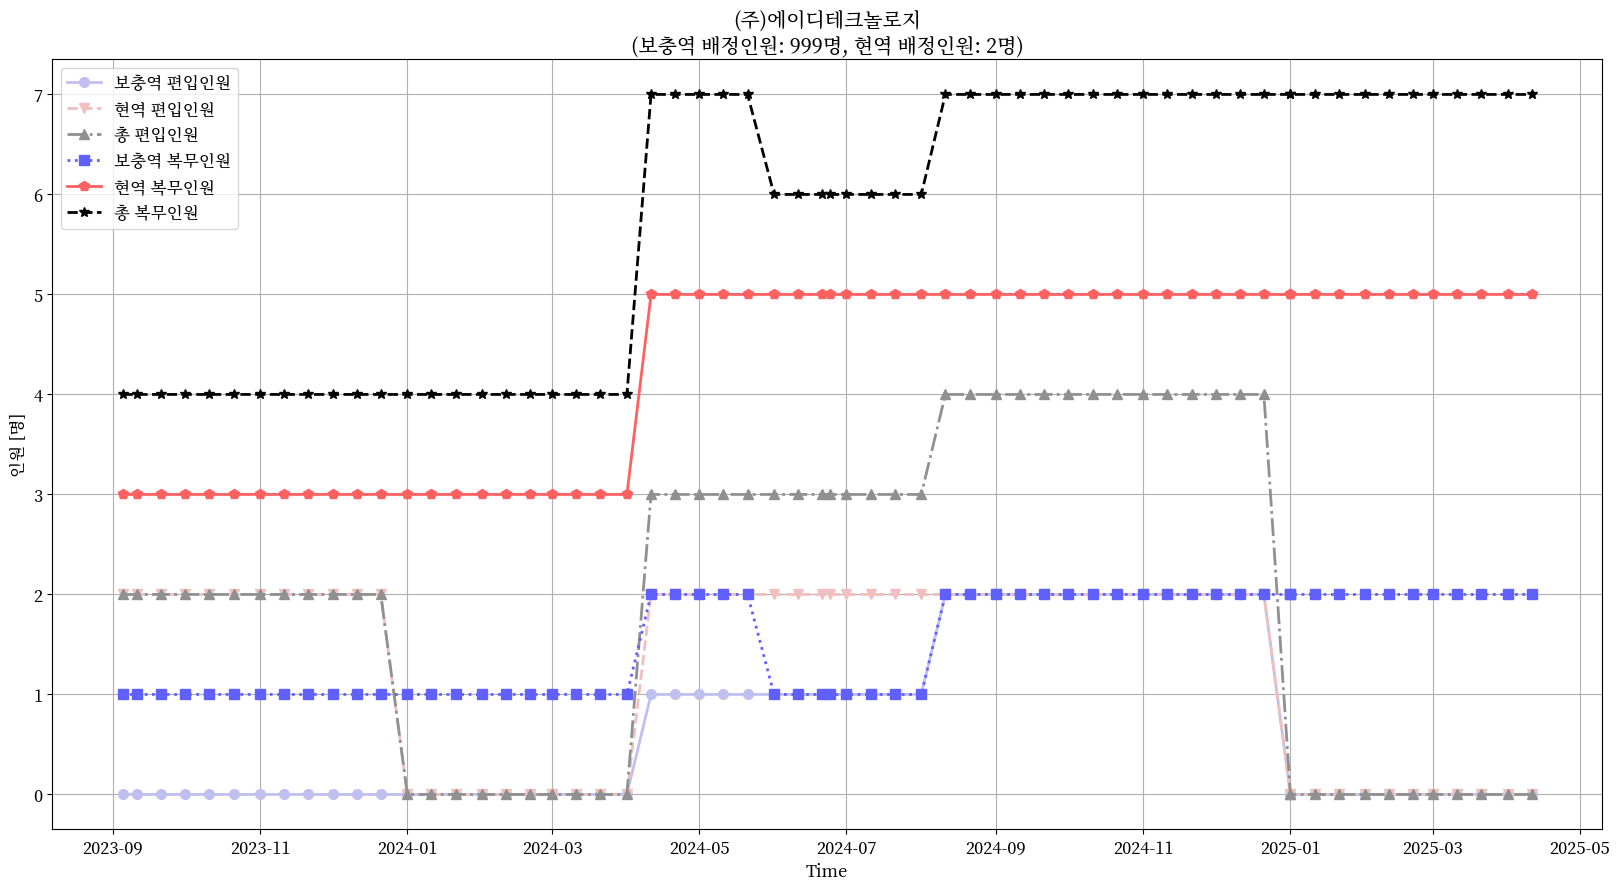 (주)에이디테크놀로지
(보충역 배정인원: 999명, 현역 배정인원: 2명)
보충역 편입인원
현역 편입인원
총 편입인원
보충역 복무인원
현역 복무인원
총 복무인원
7
6
5
4
3
2
1
0
인원 [명]
2023-09 2023-11 2024-01 2024-03 2024-05 2024-07 2024-09 2024-11 2025-01 2025-03 2025-05
Time